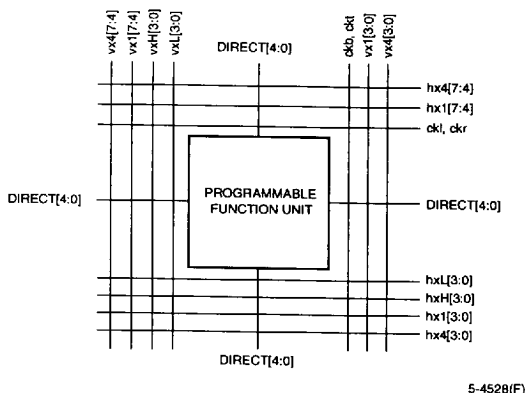 vx4[7:4]
vx1[7:4]
vxH[3:0]
vxL[3:0]
DIRECT[4:0]
ckb, ckt
vx1[3:0]
vx4[3:0]
hx4[7:4]
hx1[7:4]
ckl, ckr
DIRECT[4:0]
PROGRAMMABLE
FUNCTION UNIT
DIRECT[4:0]
hxL[3:0]
hxH[3:0]
hx1[3:0]
hx4[3:0]
DIRECT[4:0]
5-4528(F)